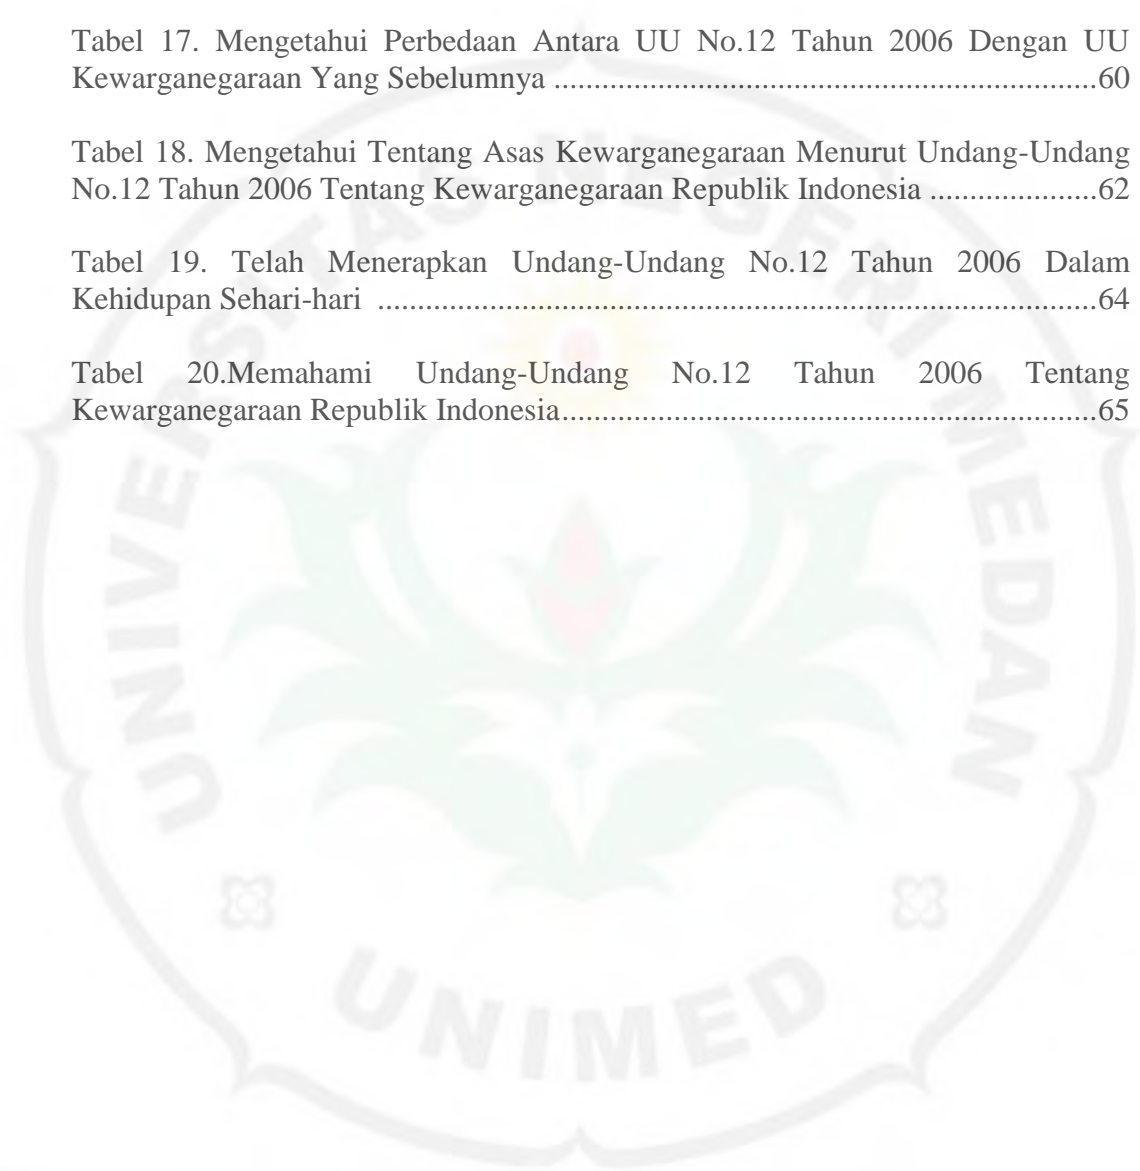 Tabel 17. Mengetahui Perbedaan Antara UU No.12 Tahun 2006 Dengan UU
Kewarganegaraan Yang Sebelumnya .....................................................................60
Tabel 18. Mengetahui Tentang Asas Kewarganegaraan Menurut Undang-Undang
No.12 Tahun 2006 Tentang Kewarganegaraan Republik Indonesia .....................62
Tabel 19. Telah Menerapkan Undang-Undang No.12 Tahun 2006 Dalam
Kehidupan Sehari-hari ...........................................................................................64
Tabel 20.Memahami Undang-Undang No.12 Tahun 2006 Tentang
Kewarganegaraan Republik Indonesia....................................................................65
UNIVERSITAS NEGERI MEDAN
UNIMED